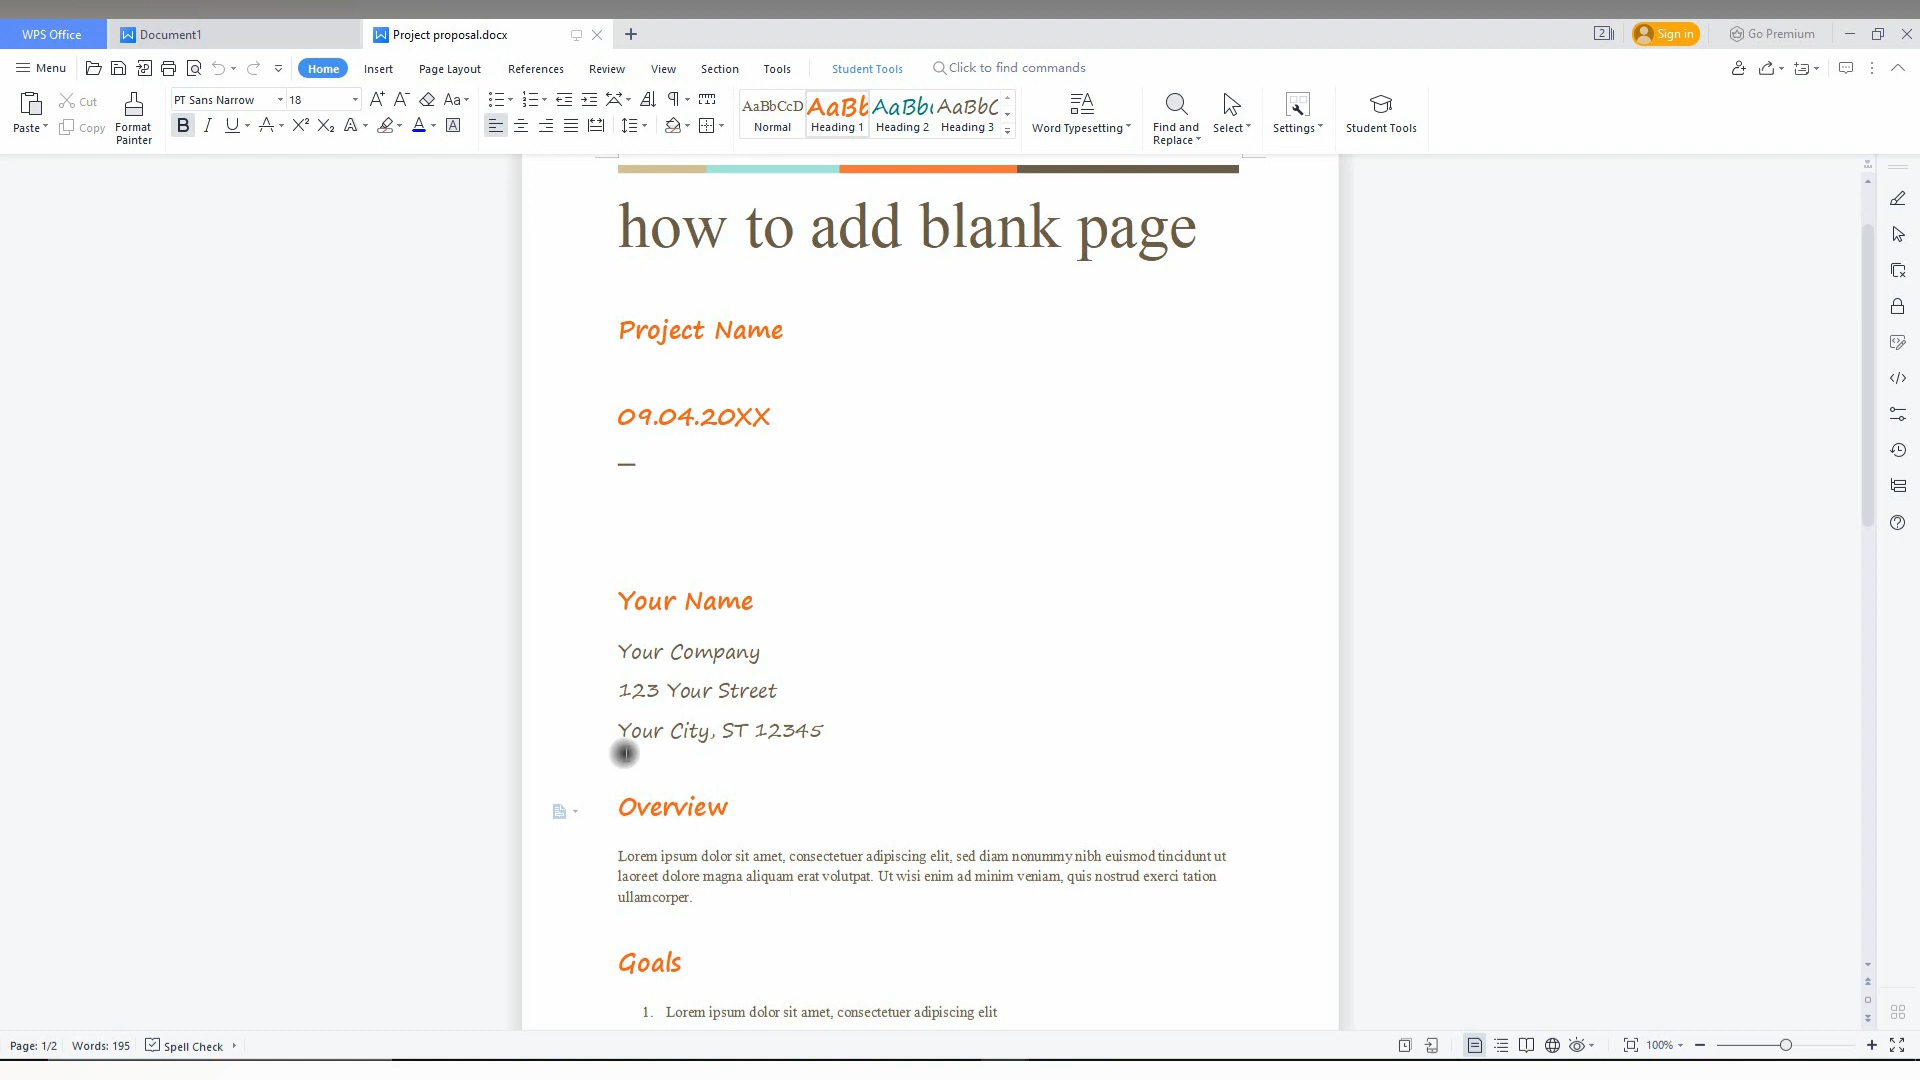 WPS Office
Document1
Project proposal.docx
2
Sign in
Go Premium
Menu
Home
Insert
Page Layout
References
Review
View
Section
Tools
Student Tools
Click to find commands
Paste
Cut
Copy
Format
Painter
PT Sans Narrow
18
AaBbCcD
Normal
AaBb
Heading 1
AaBb(
Heading 2
AaBbC
Heading 3
Word Typesetting
Find and
Replace
Select
Settings
Student Tools
how to add blank page
Project Name
09.04.20XX
—
Your Name
Your Company
123 Your Street
Your City, ST 12345
Overview
Lorem ipsum dolor sit amet, consectetuer adipiscing elit, sed diam nonummy nibh euismod tincidunt ut
laoreet dolore magna aliquam erat volutpat. Ut wisi enim ad minim veniam, quis nostrud exerci tation
ullamcorper.
Goals
1. Lorem ipsum dolor sit amet, consectetuer adipiscing elit
Page: 1/2
Words: 195
Spell Check
100%